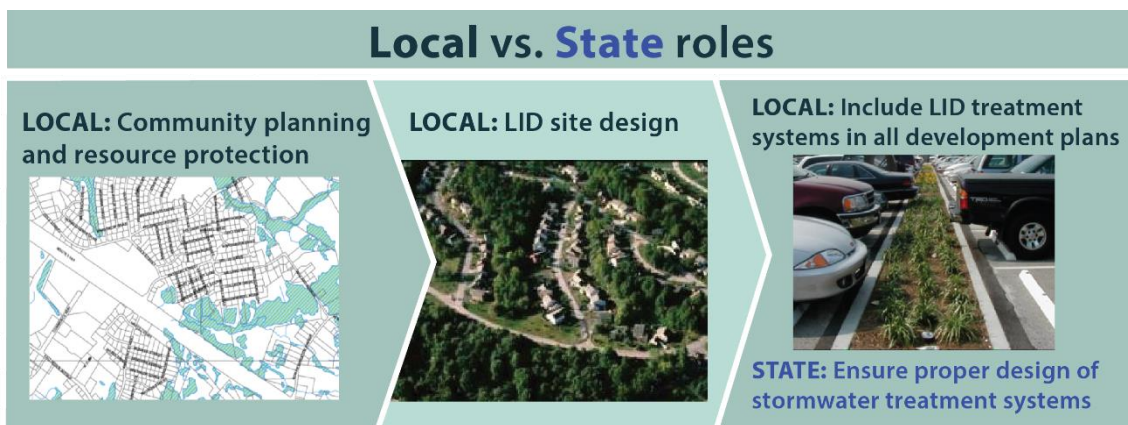 Local vs. State roles
LOCAL: Community planning
and resource protection
LOCAL: LID site design
LOCAL: Include LID treatment
systems in all development plans
STATE: Ensure proper design of
stormwater treatment systems